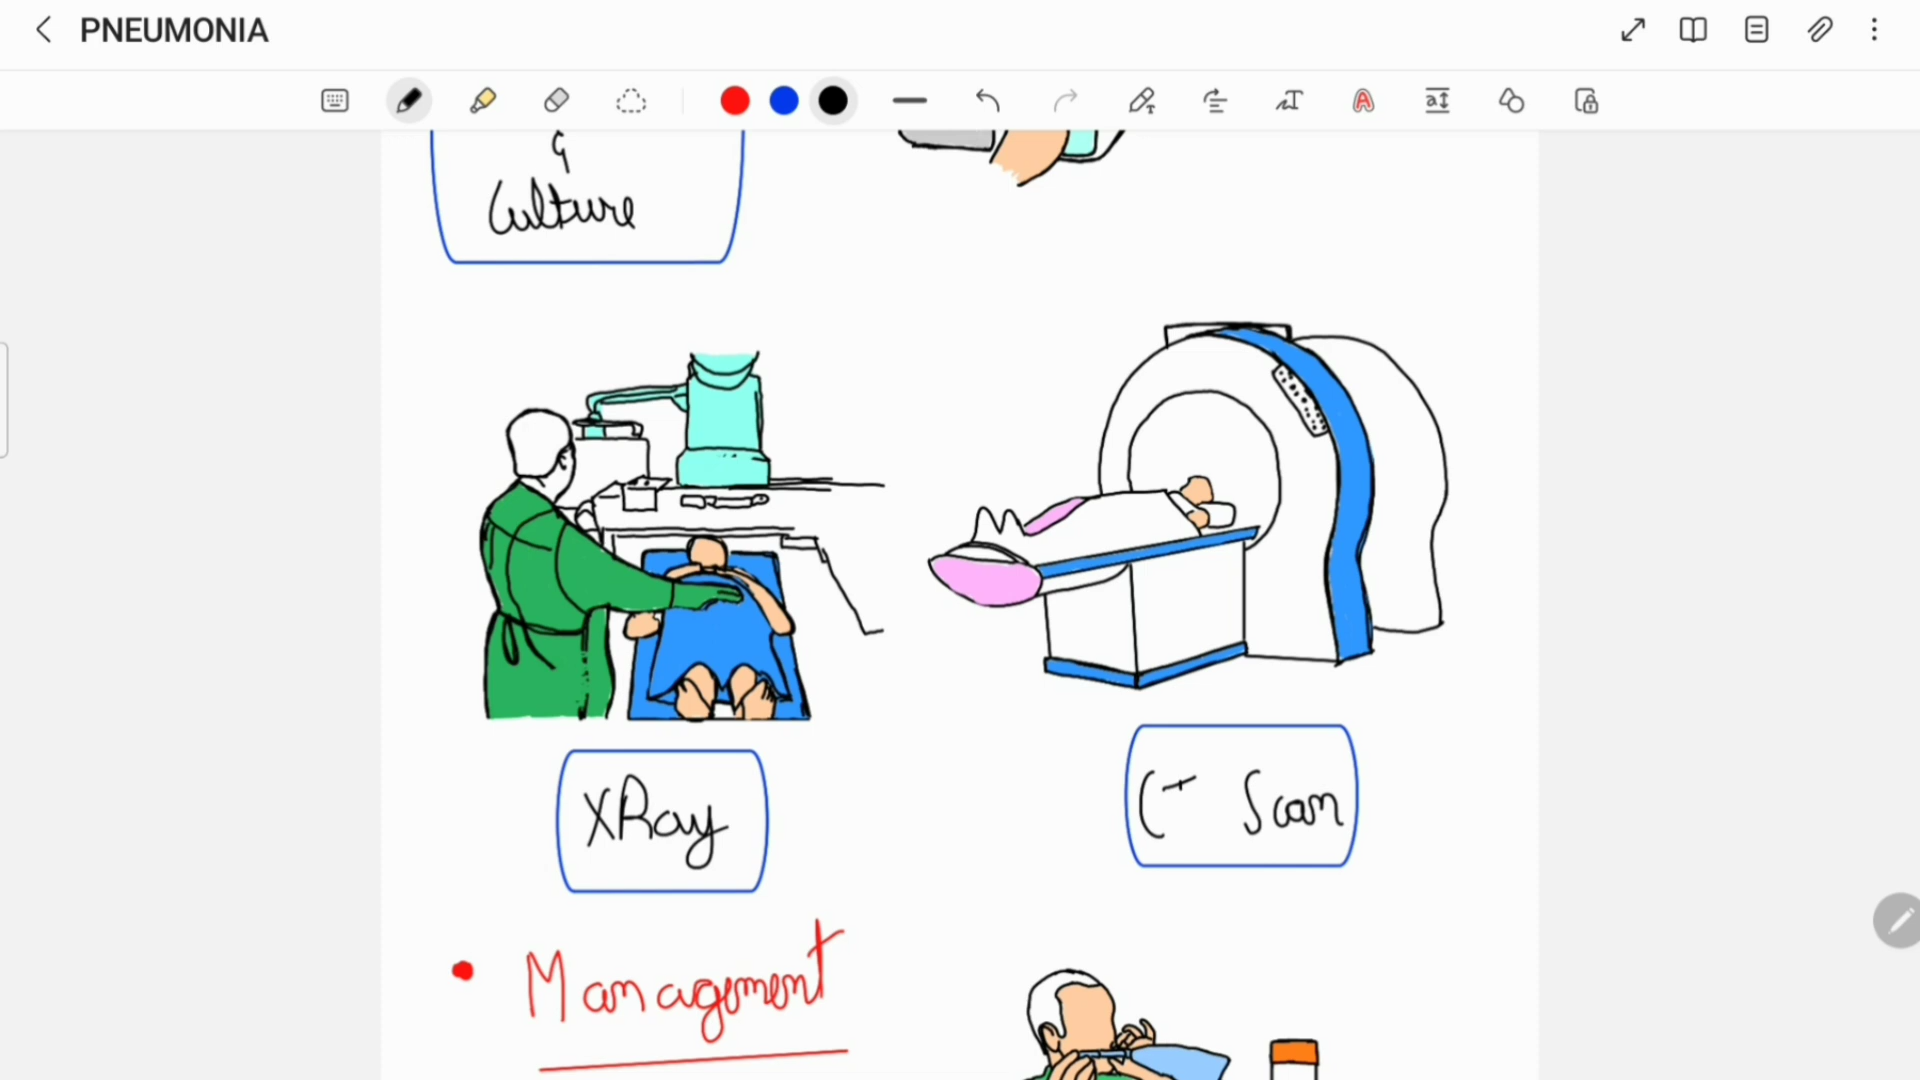 PNEUMONIA
&
Culture
XRay
CT Scan
• Management